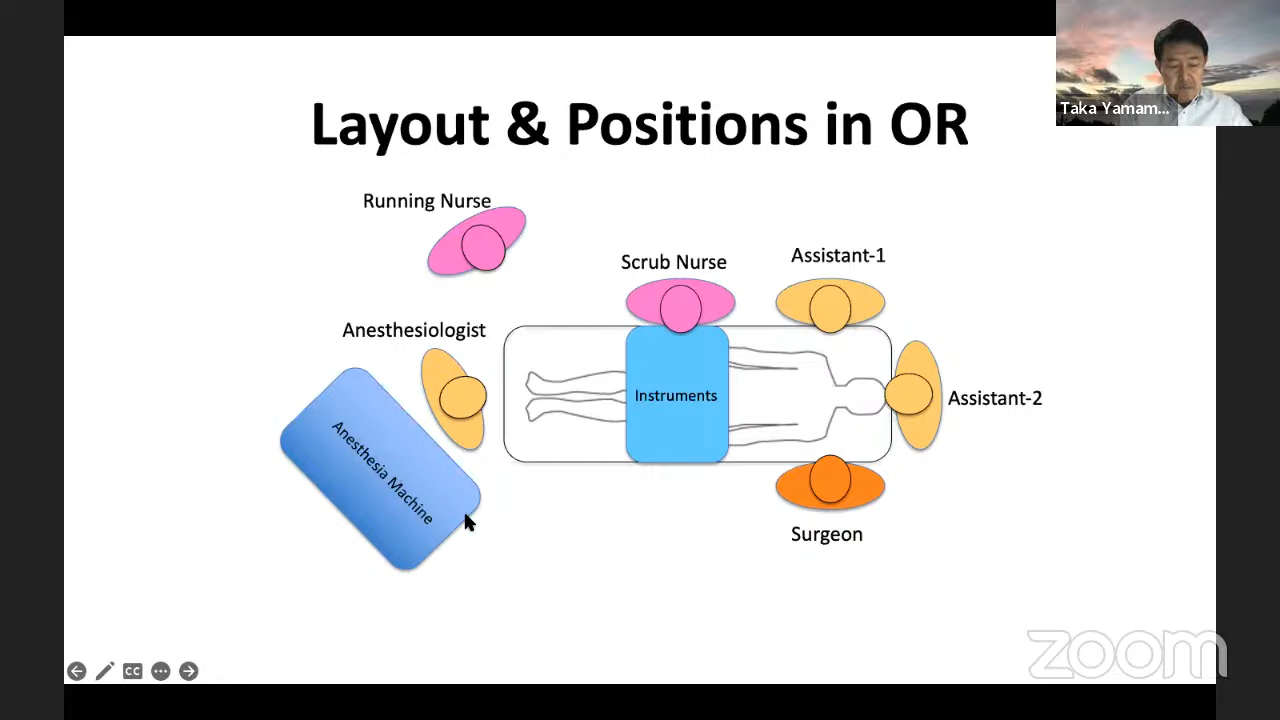 Layout & Positions in OR
Taka Yamam...
Running Nurse
Scrub Nurse
Assistant-1
Anesthesiologist
Instruments
Assistant-2
Anesthesia Machine
Surgeon
zoom
CC